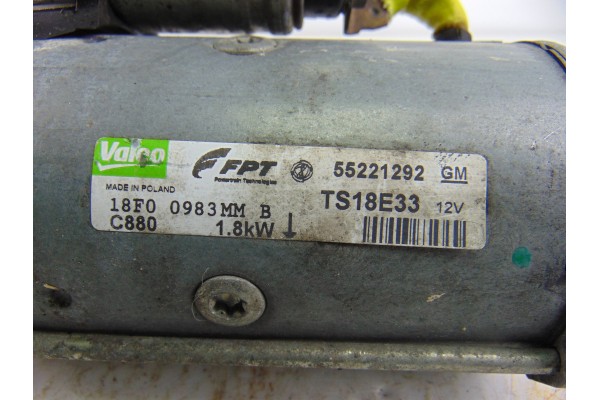 Valeo FPT 55221292 GM
Powertrain Technologies
MADE IN POLAND TS18E33 12V
18F0 0983MM B
C880 1.8kW